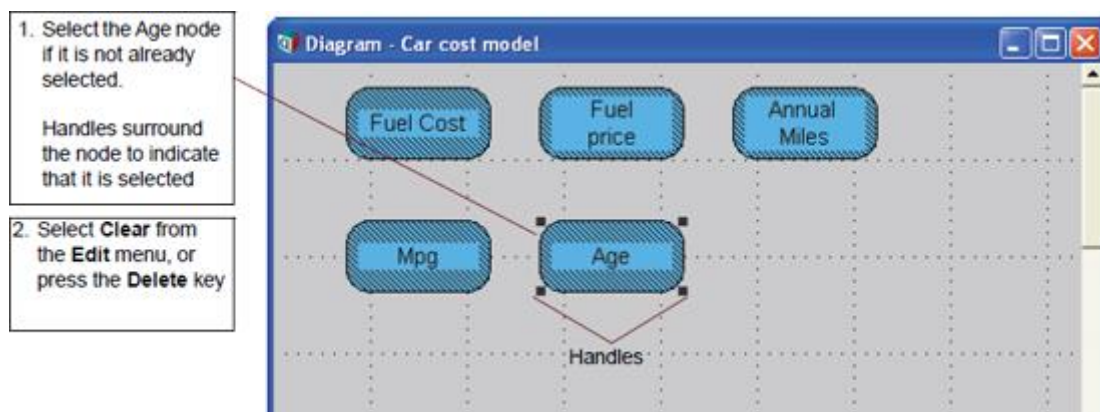 1. Select the Age node
if it is not already
selected.
Handles surround
the node to indicate
that it is selected
2. Select Clear from
the Edit menu, or
press the Delete key
Diagram - Car cost model
Fuel Cost
Fuel
price
Annual
Miles
Mpg
Age
Handles